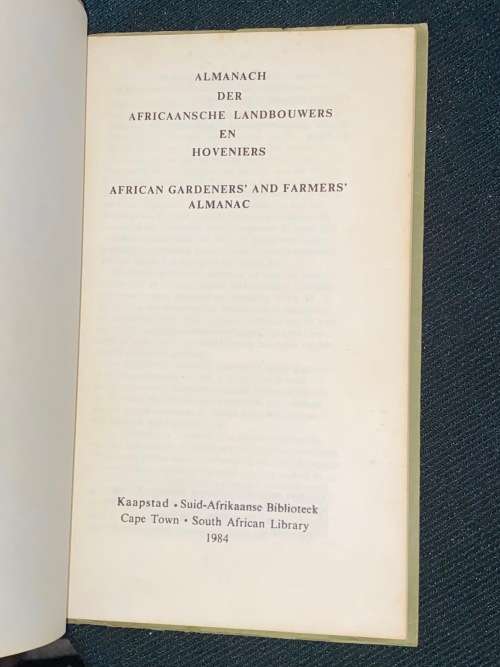 ALMANACH
DER
AFRICAANSCHE LANDBOUWERS
EN
HOVENIERS
AFRICAN GARDENERS' AND FARMERS'
ALMANAC
Kaapstad • Suid-Afrikaanse Biblioteek
Cape Town • South African Library
1984